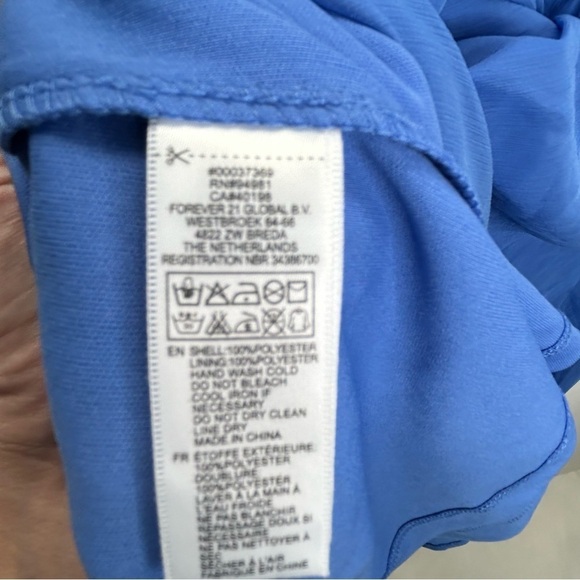 #00037369
RN#94981
CA#40198
FOREVER 21 GLOBAL B.V.
WESTBROEK 64-66
4822 ZW BREDA
THE NETHERLANDS
REGISTRATION NBR 34386700
EN SHELL:100%POLYESTER
LINING:100%POLYESTER
HAND WASH COLD
DO NOT BLEACH
COOL IRON IF
NECESSARY
DO NOT DRY CLEAN
LINE DRY
MADE IN CHINA
FR ÉTOFFE EXTÉRIEURE:
100%POLYESTER
DOUBLURE:
100%POLYESTER
LAVER À LA MAIN À
L'EAU FROIDE
NE PAS BLANCHIR
REPASSAGE DOUX SI
NÉCESSAIRE
NE PAS NETTOYER À
SEC
SÉCHER À L'AIR
FABRIQUÉ EN CHINE